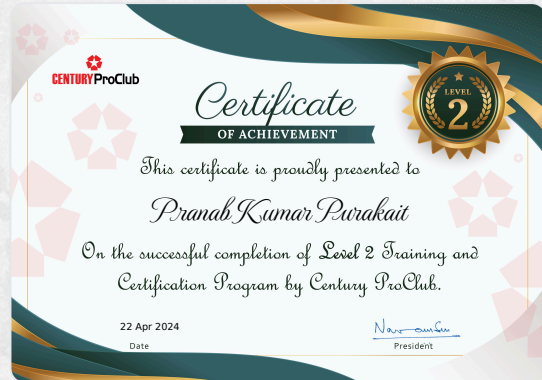 CENTURY ProClub
LEVEL
2
Certificate
OF ACHIEVEMENT
This certificate is proudly presented to
Pranab Kumar Purakait
On the successful completion of Level 2 Training and
Certification Program by Century ProClub.
22 Apr 2024
Date
President